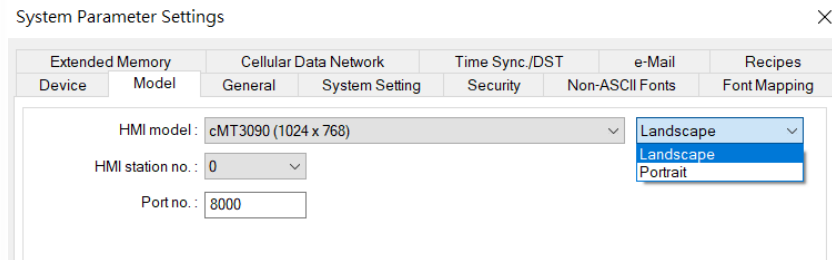 System Parameter Settings
Extended Memory Cellular Data Network Time Sync./DST e-Mail Recipes
Device Model General System Setting Security Non-ASCII Fonts Font Mapping
HMI model : cMT3090 (1024 x 768) Landscape
Landscape
HMI station no. : 0
Portrait
Port no. : 8000